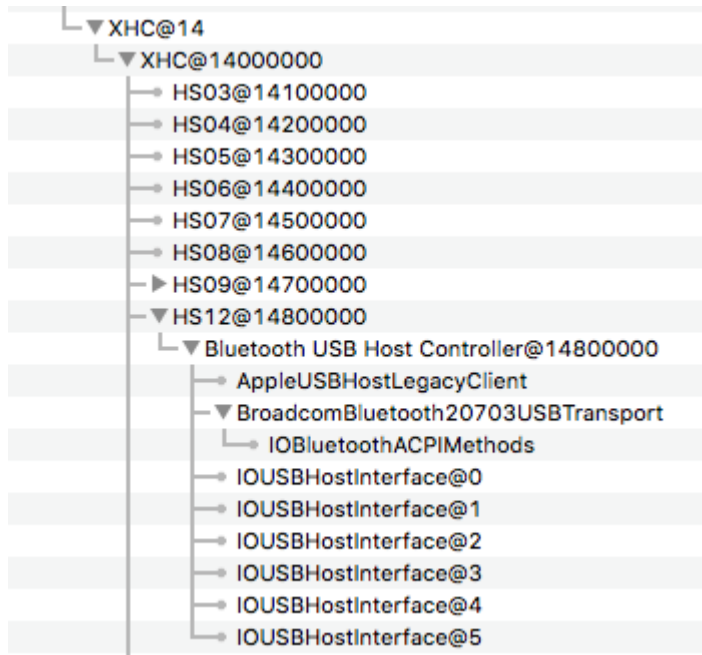 XHC@14
XHC@14000000
HS03@14100000
HS04@14200000
HS05@14300000
HS06@14400000
HS07@14500000
HS08@14600000
HS09@14700000
HS12@14800000
Bluetooth USB Host Controller@14800000
AppleUSBHostLegacyClient
BroadcomBluetooth20703USBTransport
IOBluetoothACPIMethods
IOUSBHostInterface@0
IOUSBHostInterface@1
IOUSBHostInterface@2
IOUSBHostInterface@3
IOUSBHostInterface@4
IOUSBHostInterface@5